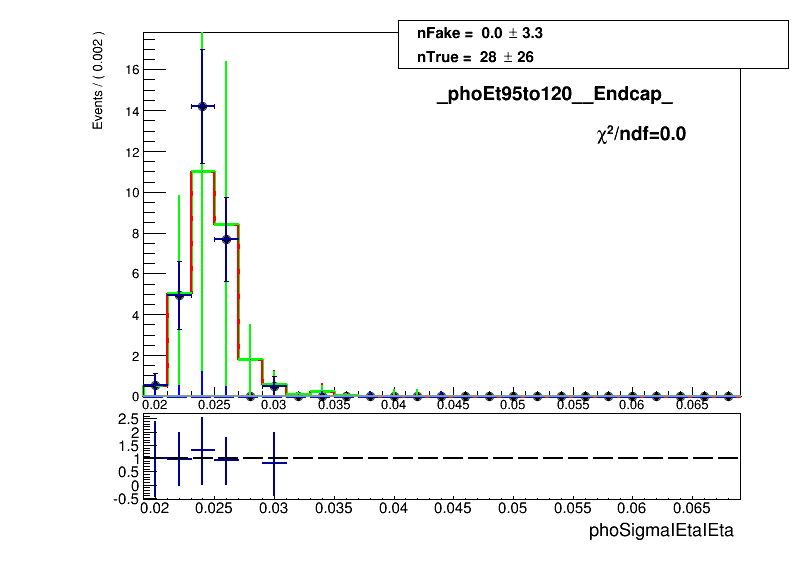 nFake = 0.0 ± 3.3
nTrue = 28 ± 26
Events / ( 0.002 )
_phoEt95to120__Endcap_
χ²/ndf=0.0
16
14
12
10
8
6
4
2
0
0.02 0.025 0.03 0.035 0.04 0.045 0.05 0.055 0.06 0.065
2.5
2
1.5
1
0.5
0
-0.5
0.02 0.025 0.03 0.035 0.04 0.045 0.05 0.055 0.06 0.065
phoSigmaIEtaIEta